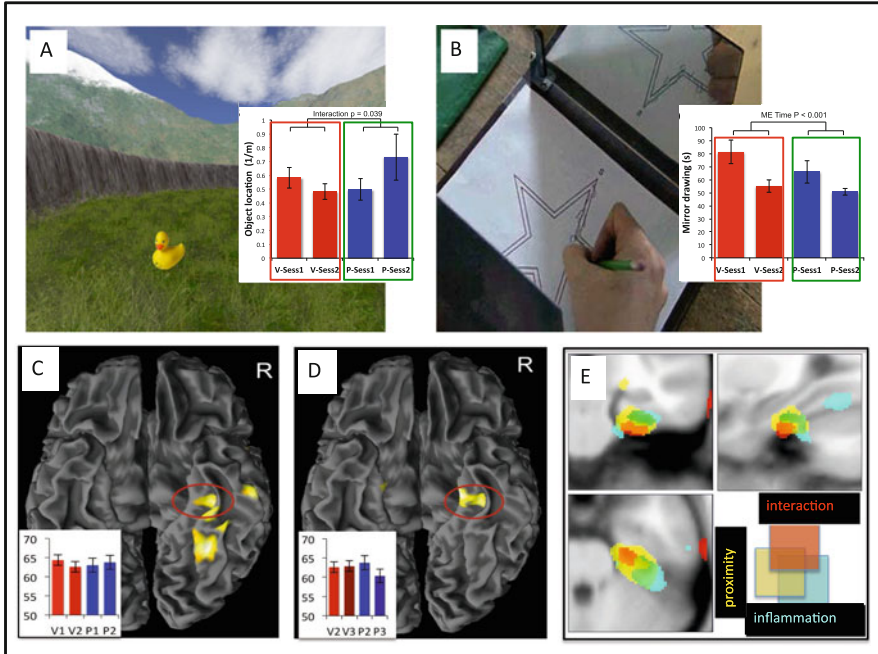 A
Interaction p = 0.039
Object location (1/m)
1
0.9
0.8
0.7
0.6
0.5
0.4
0.3
0.2
0.1
0
V-Sess1 V-Sess2 P-Sess1 P-Sess2
B
ME Time P < 0.001
Mirror drawing (s)
100
90
80
70
60
50
40
30
20
10
0
V-Sess1 V-Sess2 P-Sess1 P-Sess2
C
R
70
65
60
55
50
V1 V2 P1 P2
D
R
70
65
60
55
50
V2 V3 P2 P3
E
interaction
proximity
inflammation